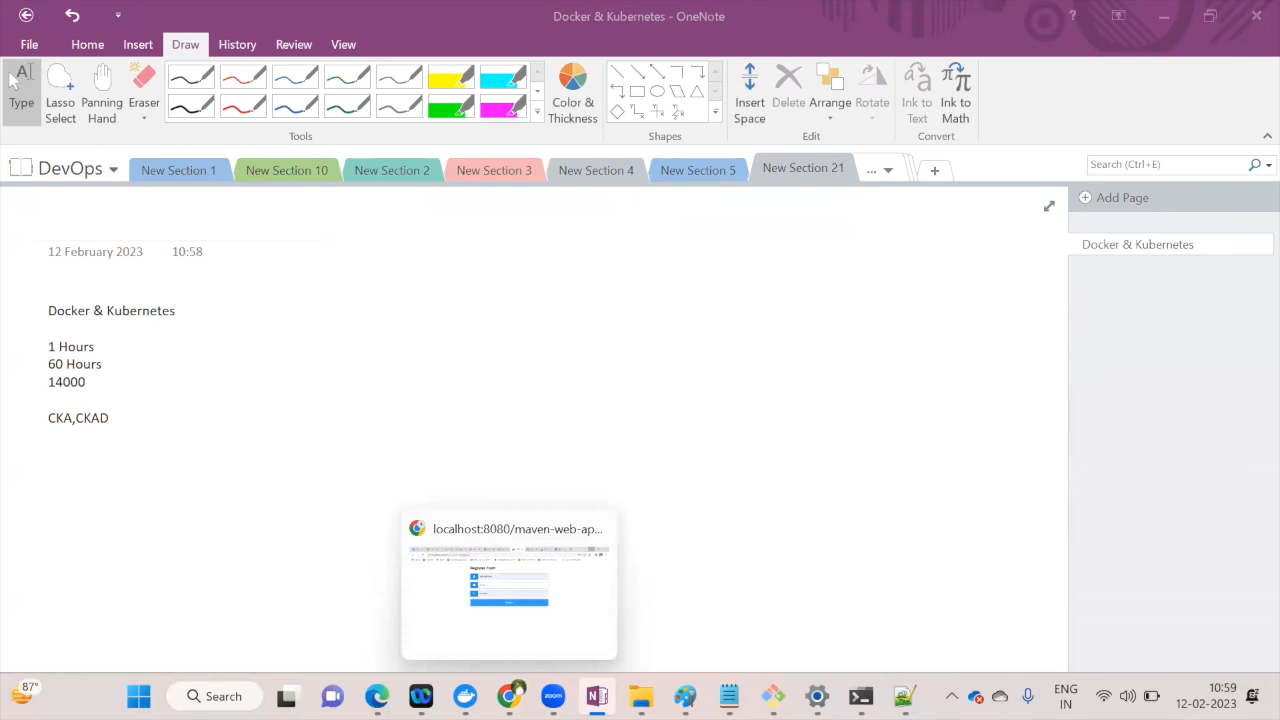 Docker & Kubernetes - OneNote
File Home Insert Draw History Review View
Type Lasso Select Panning Hand Eraser
Color & Thickness
Insert Space Delete Arrange Rotate Ink to Text Ink to Math
Tools Shapes Edit Convert
DevOps New Section 1 New Section 10 New Section 2 New Section 3 New Section 4 New Section 5 New Section 21 ... Search (Ctrl+E)
Add Page
Docker & Kubernetes
12 February 2023 10:58
Docker & Kubernetes
1 Hours
60 Hours
14000
CKA,CKAD
localhost:8080/maven-web-ap...
87°
Search
ENG
IN
10:59
12-02-2023